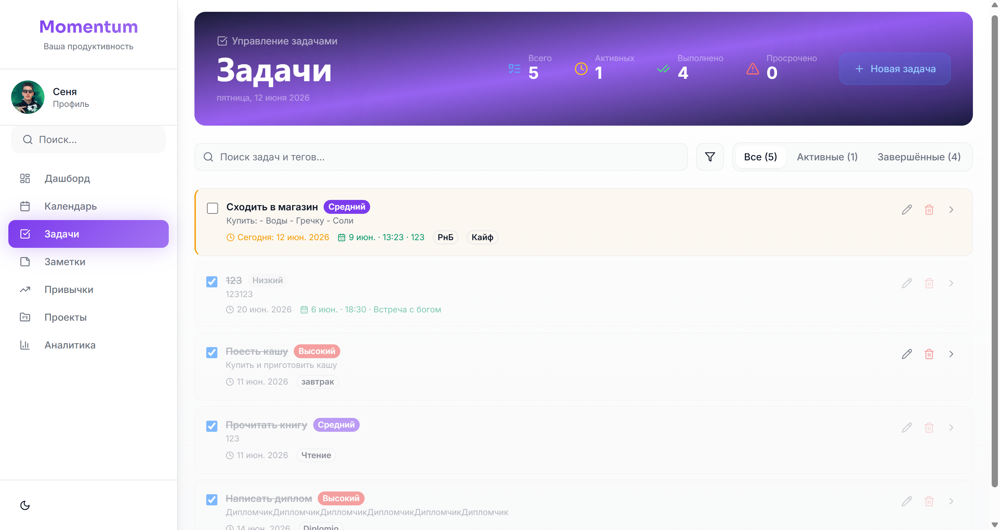 Momentum
Ваша продуктивность
Сеня
Профиль
Поиск...
Дашборд
Календарь
Задачи
Заметки
Привычки
Проекты
Аналитика
Управление задачами
Задачи
пятница, 12 июня 2026
Всего
5
Активных
1
Выполнено
4
Просрочено
0
+ Новая задача
Поиск задач и тегов...
Все (5)
Активные (1)
Завершённые (4)
Сходить в магазин Средний
Купить: - Воды - Гречку - Соли
Сегодня: 12 июн. 2026 9 июн. · 13:23 · 123 РнБ Кайф
123 Низкий
123123
20 июн. 2026 6 июн. · 18:30 · Встреча с богом
Поесть кашу Высокий
Купить и приготовить кашу
11 июн. 2026 завтрак
Прочитать книгу Средний
123
11 июн. 2026 Чтение
Написать диплом Высокий
ДипломчикДипломчикДипломчикДипломчикДипломчикДипломчик
14 июн. 2026 Diplomio